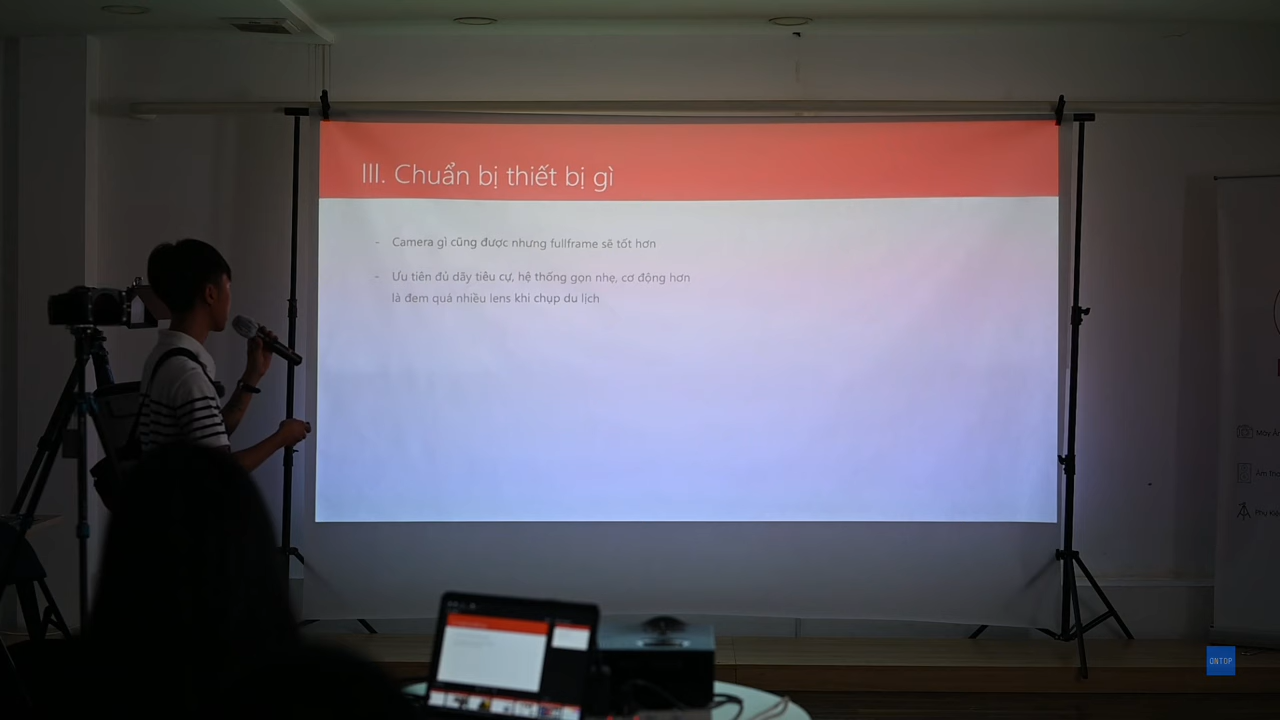 III. Chuẩn bị thiết bị gì
- Camera gì cũng được nhưng fullframe sẽ tốt hơn
- Ưu tiên đủ dãy tiêu cự, hệ thống gọn nhẹ, cơ động hơn
là đem quá nhiều lens khi chụp du lịch
ONTOP